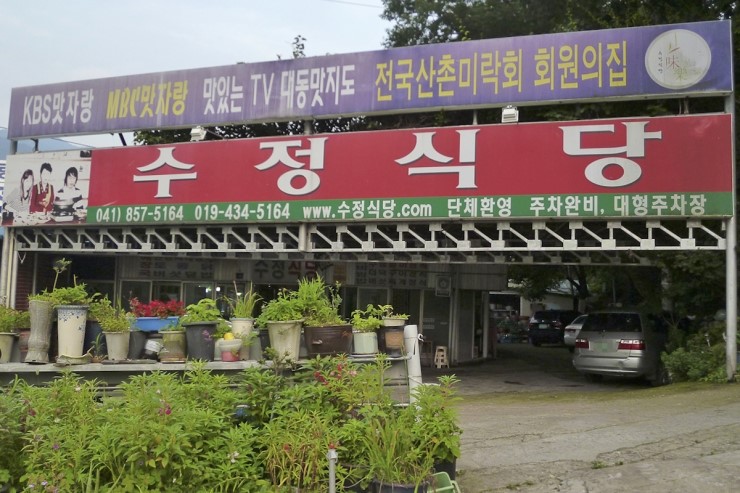 KBS맛자랑 MBC맛자랑 맛있는 TV 대동맛지도 전국산촌미락회 회원의집
수정식당
041) 857-5164 019-434-5164 www.수정식당.com 단체환영 주차완비, 대형주차장
수정식당